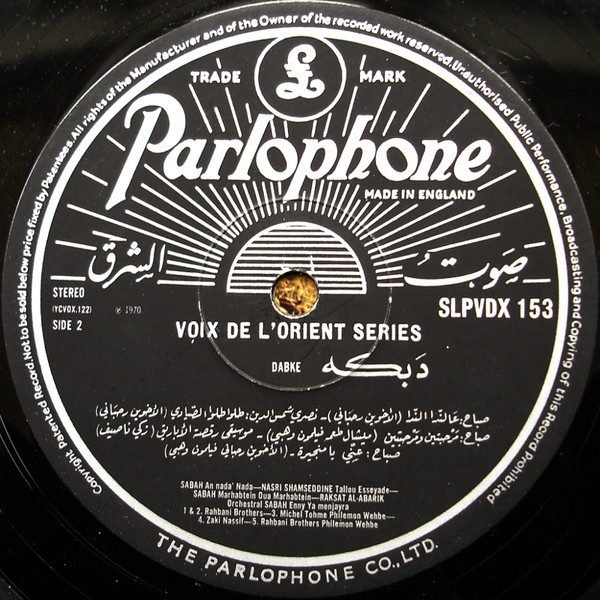 Copyright Patented Record. Not to be sold below price fixed by Patentees. All rights of the Manufacturer and of the Owner of the recorded work reserved. Unauthorised Public Performance, Broadcasting and Copying of this Record Prohibited
TRADE £ MARK
Parlophone
MADE IN ENGLAND
صوت الشرق
STEREO
(YCVOX.122) ℗ 1970
SLPVDX 153
SIDE 2
VOIX DE L'ORIENT SERIES
DABKE دَبكه
صباح: عالندّا الندا (الأخوين رحباني) - نصري شمس الدين: طلوا طلوا الصيادي (الأخوين رحباني)
صباح: مرحبتين ومرحبتين (ميشال طعمه فيلمون وهبي) - موسيقى رقصة الأباريق (زكي ناصيف)
صباح: عنّي يا منجيرة - (الأخوين رحباني فيلمون وهبي)
SABAH An nada' Nada—NASRI SHAMSEDDINE Tallou Esseyade—
SABAH Marhabtein Oua Marhabtein—RAKSAT AL-ABARIK
Orchestral SABAH Enny Ya menjayra
1 & 2. Rahbani Brothers—3. Michel Tohme Philemon Wehbe—
4. Zaki Nassif—5. Rahbani Brothers Philemon Wehbe
THE PARLOPHONE CO., LTD.